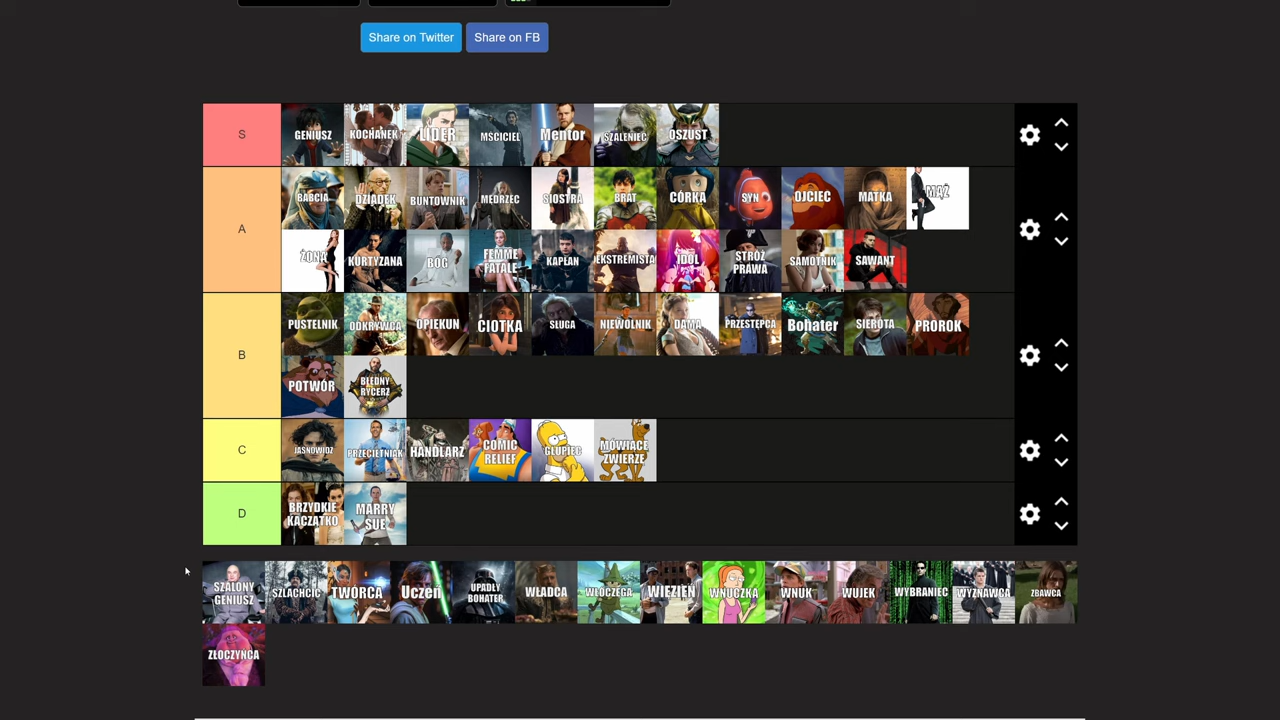 Share on Twitter
Share on FB
S
GENIUSZ
KOCHANEK
LIDER
MŚCICIEL
Mentor
SZALENIEC
OSZUST
A
BABCIA
DZIADEK
BUNTOWNIK
MĘDRZEC
SIOSTRA
BRAT
CÓRKA
SYN
OJCIEC
MATKA
MĄŻ
ŻONA
KURTYZANA
BÓG
FEMME
FATALE
KAPŁAN
EKSTREMISTA
IDOL
STRÓŻ
PRAWA
SAMOTNIK
SAWANT
B
PUSTELNIK
ODKRYWCA
OPIEKUN
CIOTKA
SŁUGA
NIEWOLNIK
DAMA
PRZESTĘPCA
Bohater
SIEROTA
PROROK
POTWÓR
BŁĘDNY
RYCERZ
C
JASNOWIDZ
PRZECIĘTNIAK
HANDLARZ
COMIC
RELIEF
GŁUPIEC
MÓWIĄCE
ZWIERZĘ
D
BRZYDKIE
KACZĄTKO
MARRY
SUE
SZALONY
GENIUSZ
SZLACHCIC
TWÓRCA
Uczeń
UPADŁY
BOHATER
WŁADCA
WŁÓCZĘGA
WIĘZIEŃ
WNUCZKA
WNUK
WUJEK
WYBRANIEC
WYZNAWCA
ZBAWCA
ZŁOCZYŃCA